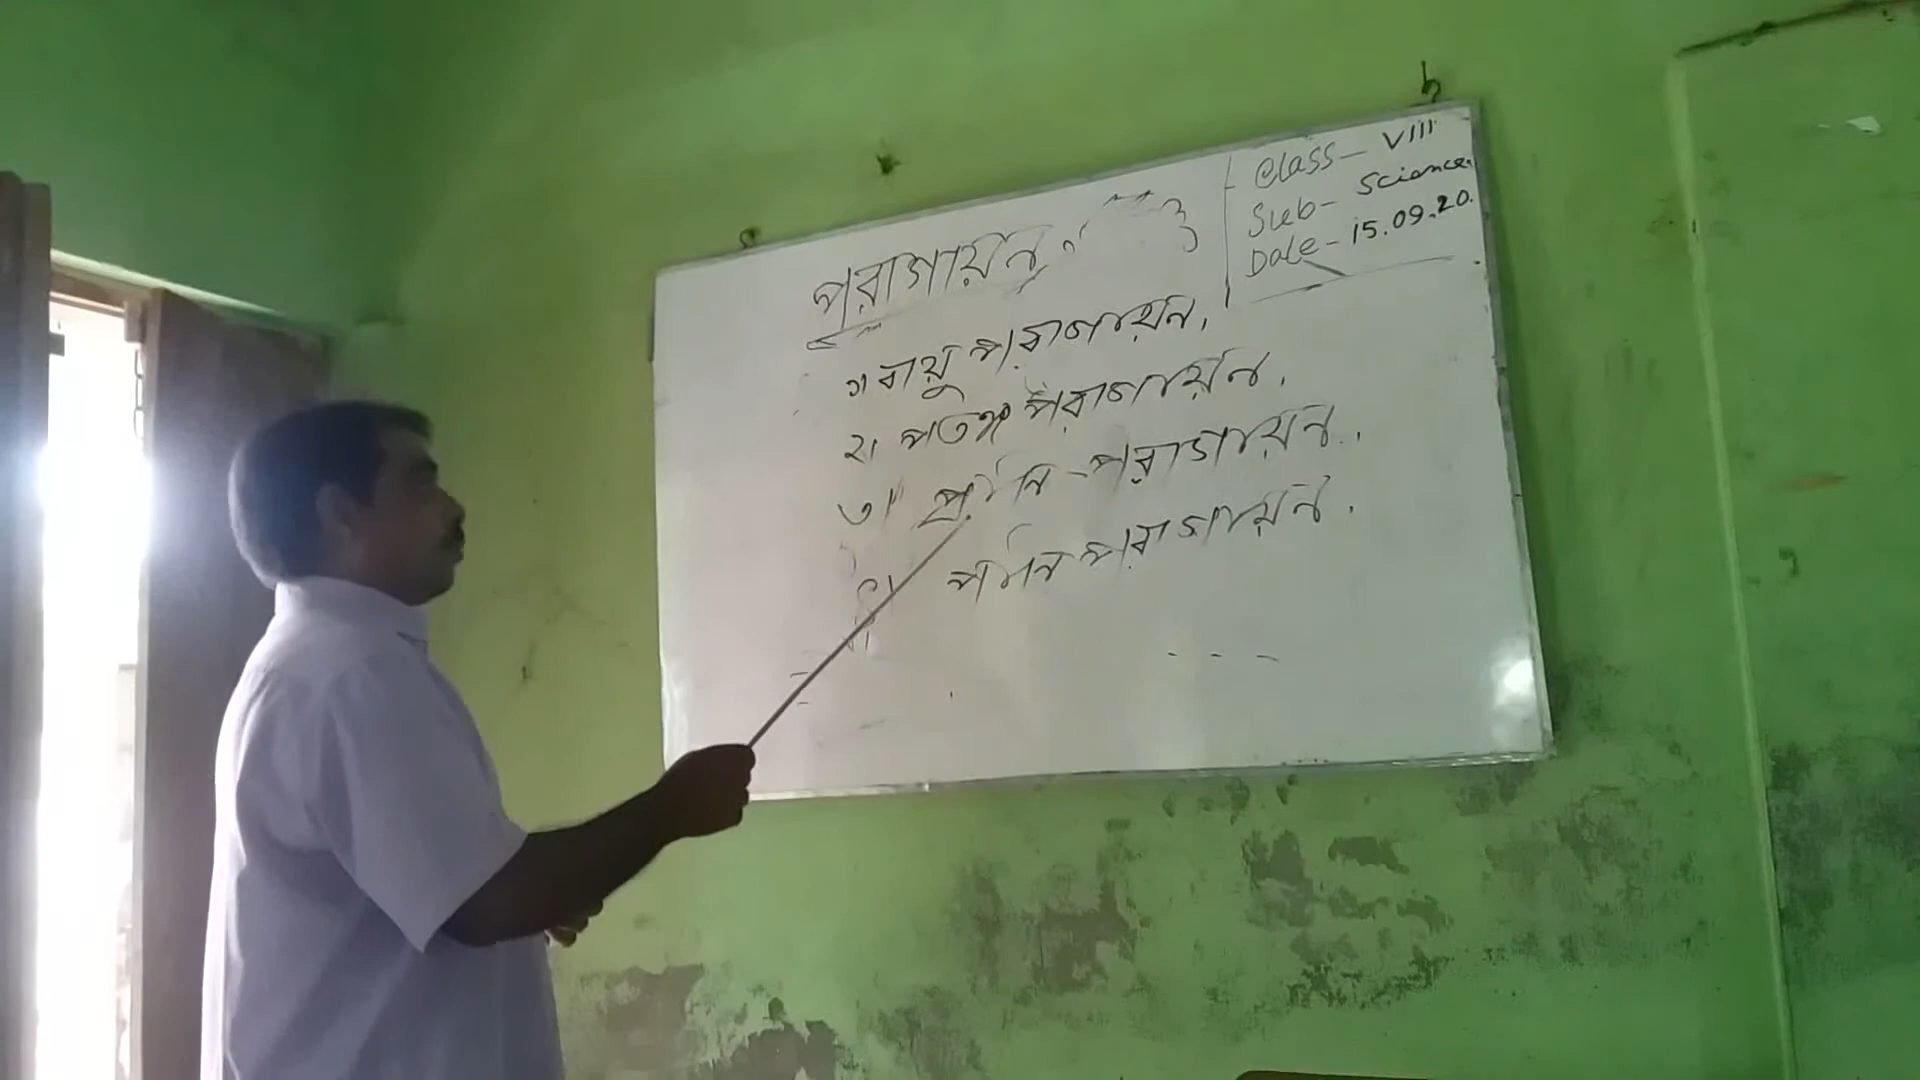 পরাগায়ন
Class - VIII
Sub - Science.
Date - 15.09.20.
১। বায়ু পরাগায়ন।
২। পতঙ্গ পরাগায়ন।
৩। প্রাণি - পরাগায়ন।
৪। পানি পরাগায়ন।